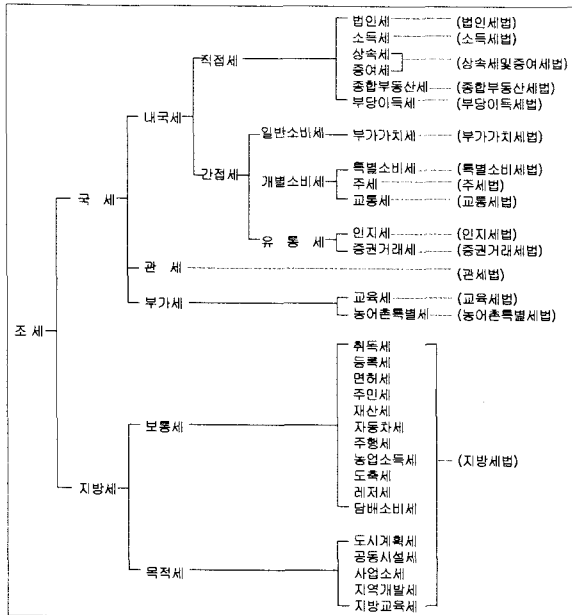 법인세 (법인세법)
소득세 (소득세법)
상속세
직접세 (상속세및증여세법)
증여세
종합부동산세 (종합부동산세법)
부당이득세 (부당이득세법)
내국세
일반소비세 부가가치세 (부가가치세법)
특별소비세 (특별소비세법)
간접세 개별소비세 주세 (주세법)
교통세 (교통세법)
국 세
인지세 (인지세법)
유 통 세
증권거래세 (증권거래세법)
관 세 (관세법)
부가세 교육세 (교육세법)
농어촌특별세 (농어촌특별세법)
조 세
취득세
등록세
면허세
주민세
재산세
보통세 자동차세
주행세
농업소득세 (지방세법)
지방세 도축세
레저세
담배소비세
도시계획세
공동시설세
목적세 사업소세
지역개발세
지방교육세